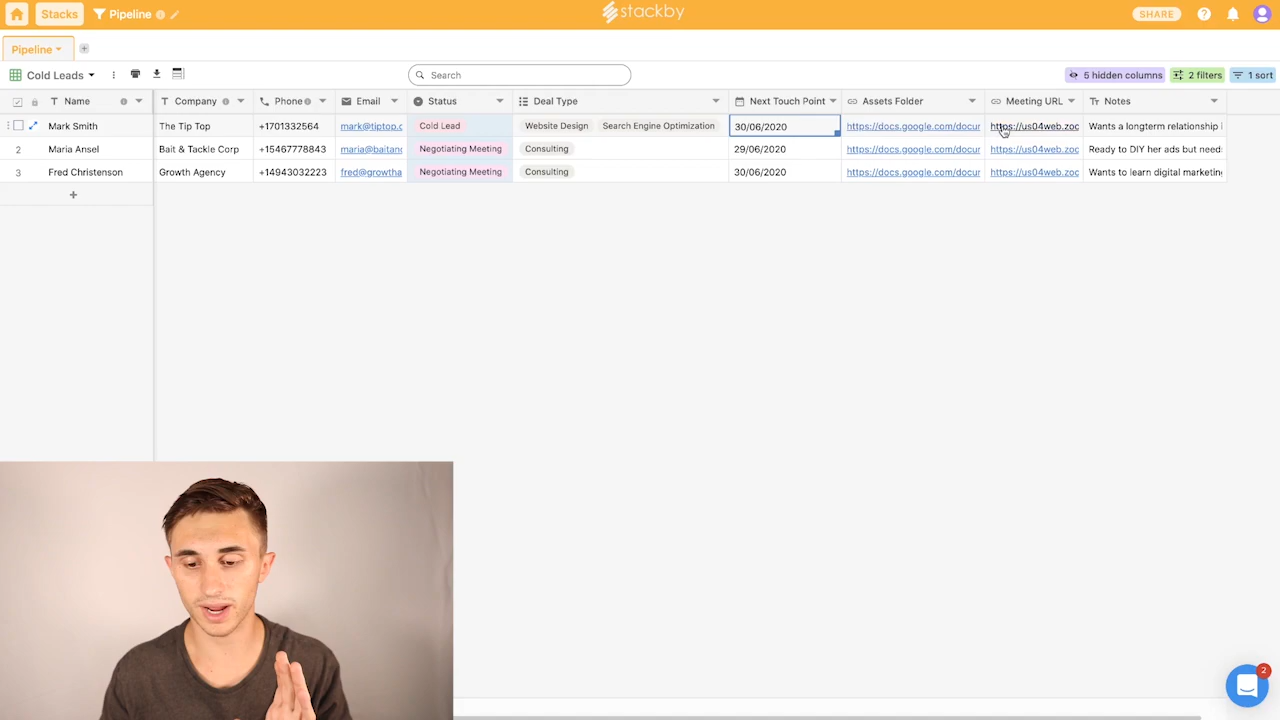 Stacks Pipeline stackby SHARE
Pipeline
Cold Leads Search 5 hidden columns 2 filters 1 sort
Name Company Phone Email Status Deal Type Next Touch Point Assets Folder Meeting URL Notes
Mark Smith The Tip Top +1701332564 mark@tiptop.c Cold Lead Website Design Search Engine Optimization 30/06/2020 https://docs.google.com/docur https://us04web.zoc Wants a longterm relationship
2 Maria Ansel Bait & Tackle Corp +15467778843 maria@baitand Negotiating Meeting Consulting 29/06/2020 https://docs.google.com/docur https://us04web.zoc Ready to DIY her ads but need
3 Fred Christenson Growth Agency +14943032223 fred@growtha Negotiating Meeting Consulting 30/06/2020 https://docs.google.com/docur https://us04web.zoc Wants to learn digital marketing
2